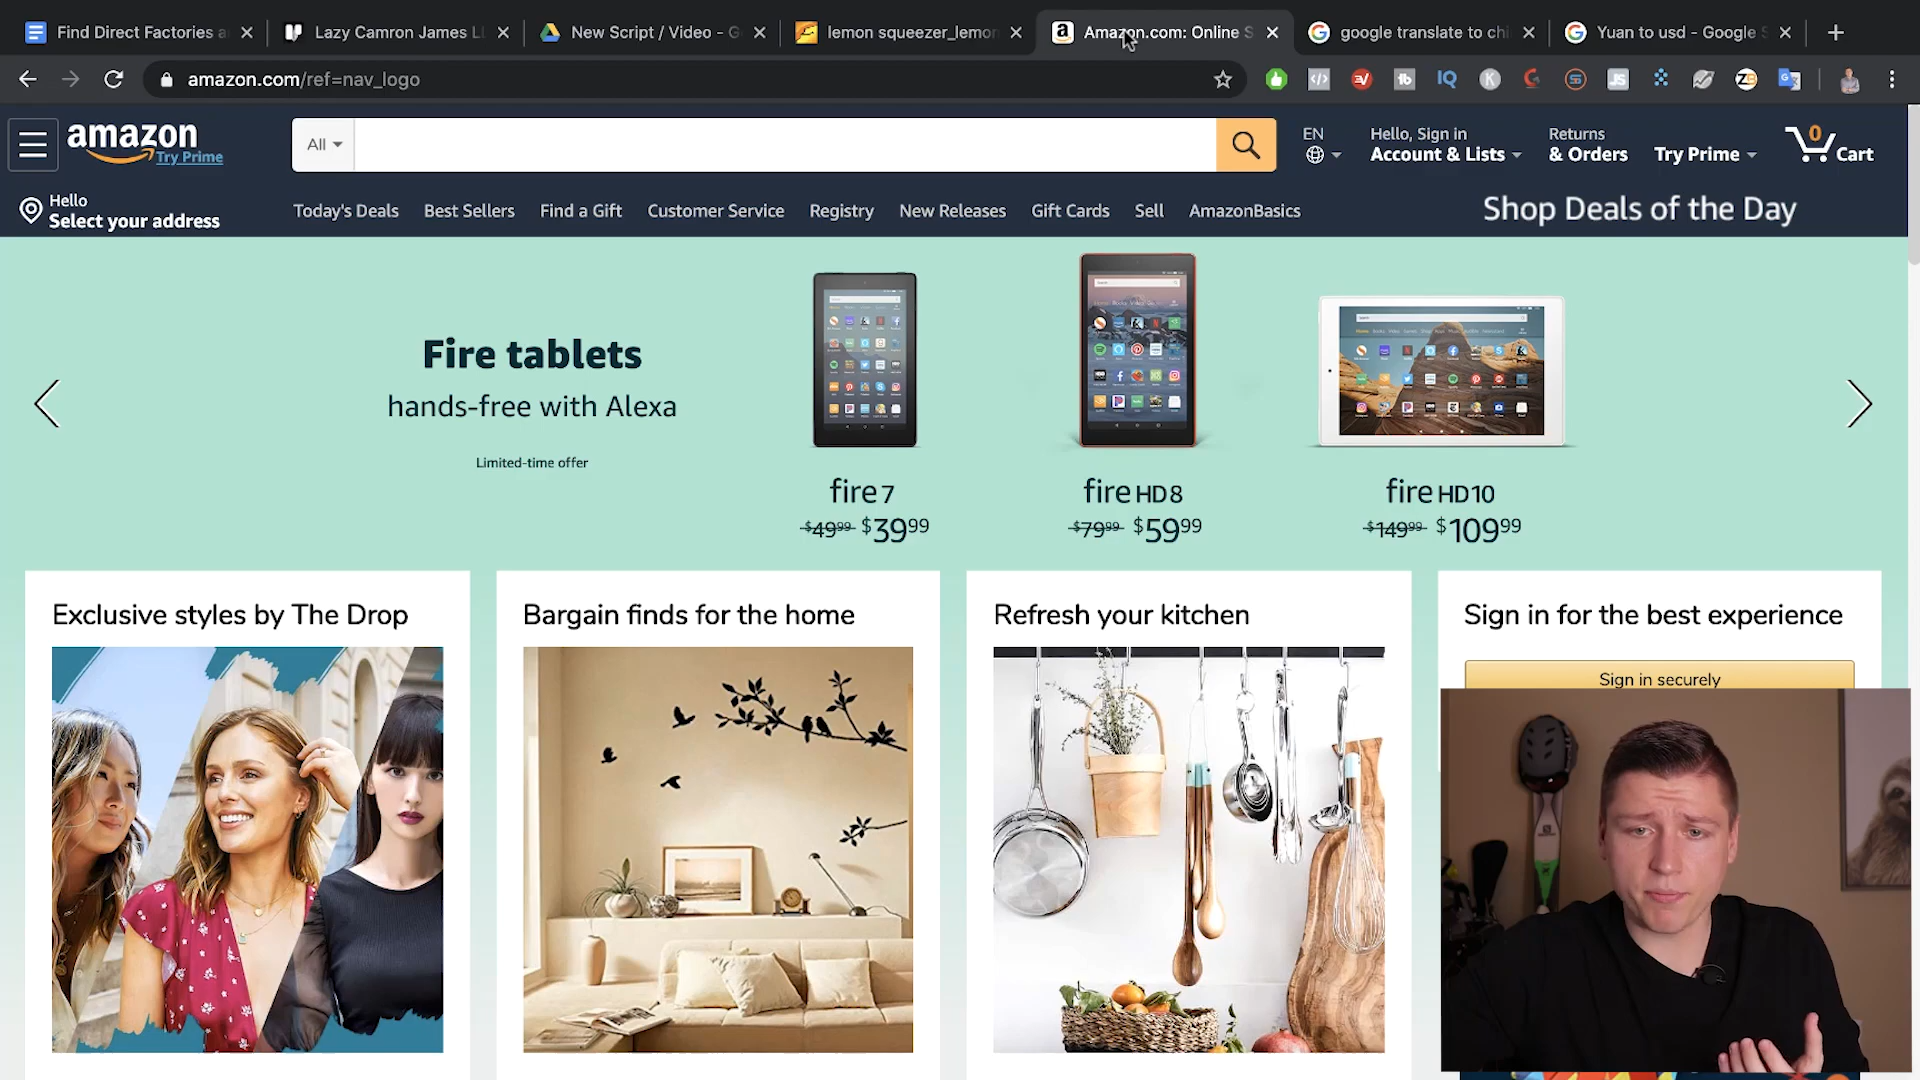 Find Direct Factories a
Lazy Camron James L
New Script / Video - G
lemon squeezer_lemon
Amazon.com: Online S
google translate to chi
Yuan to usd - Google S
amazon.com/ref=nav_logo
amazon
Try Prime
All
EN
Hello, Sign in
Account & Lists
Returns
& Orders
Try Prime
0
Cart
Hello
Select your address
Today's Deals
Best Sellers
Find a Gift
Customer Service
Registry
New Releases
Gift Cards
Sell
AmazonBasics
Shop Deals of the Day
Fire tablets
hands-free with Alexa
Limited-time offer
fire 7
$49.99 $39.99
fire HD8
$79.99 $59.99
fire HD10
$149.99 $109.99
Exclusive styles by The Drop
Bargain finds for the home
Refresh your kitchen
Sign in for the best experience
Sign in securely